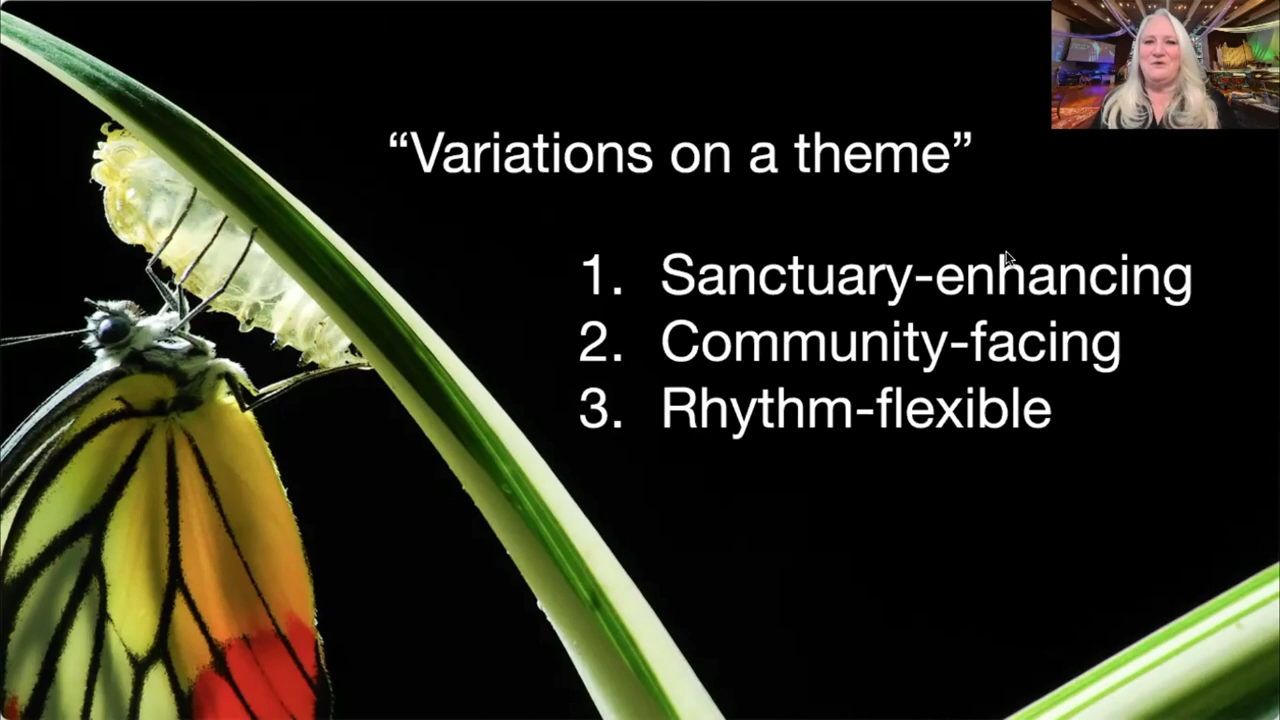 “Variations on a theme”
1. Sanctuary-enhancing
2. Community-facing
3. Rhythm-flexible